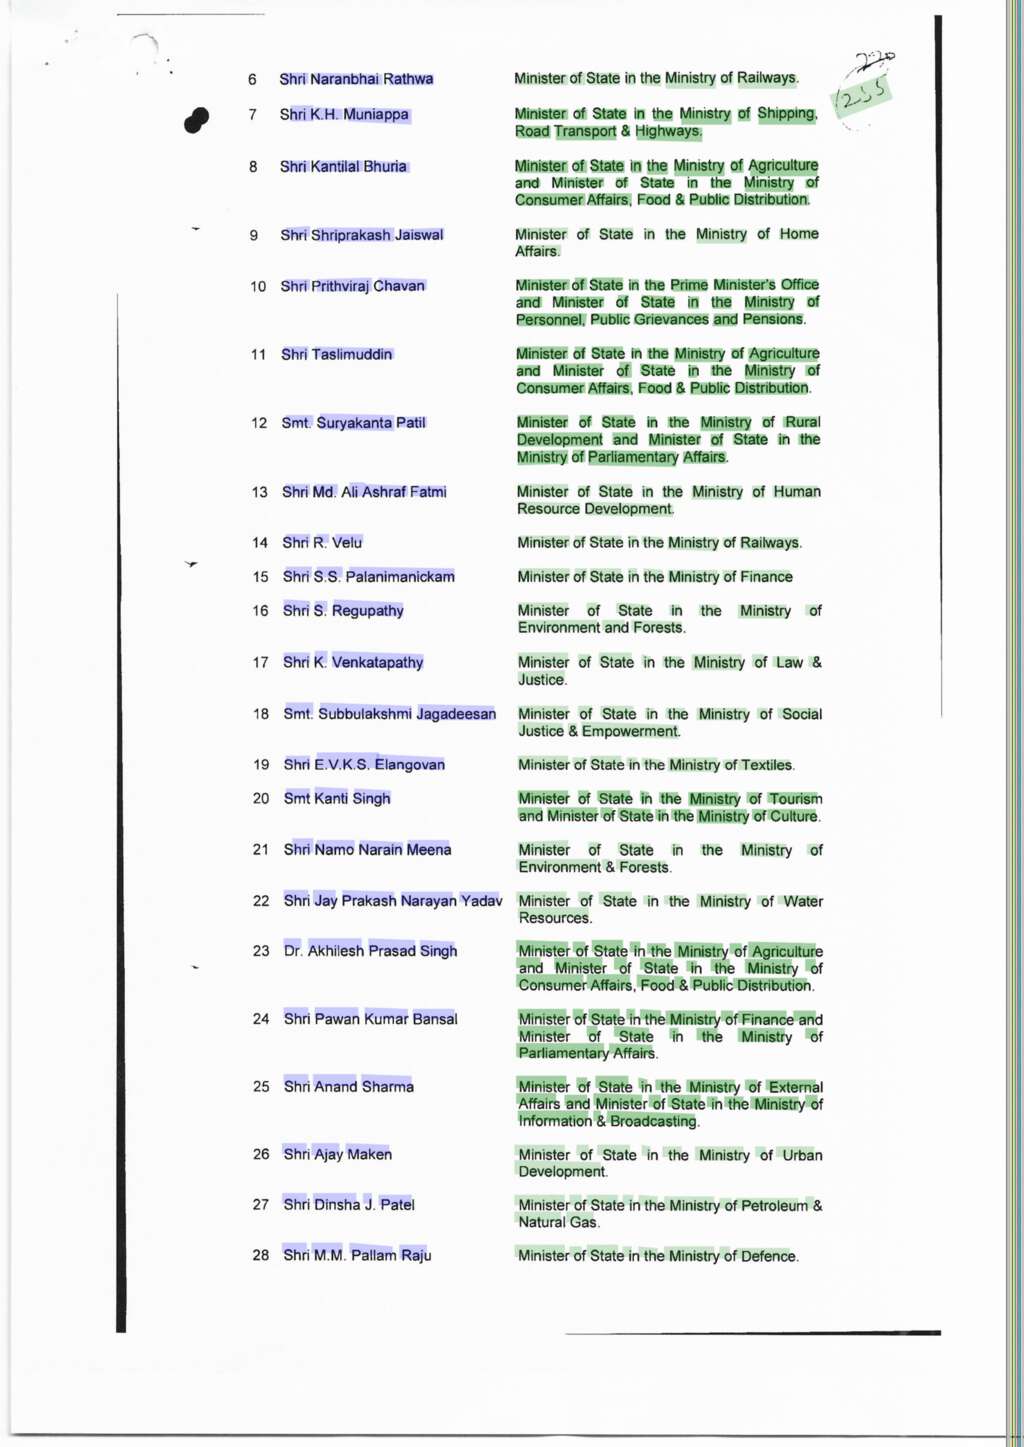 220
1255
6 Shri Naranbhai Rathwa Minister of State in the Ministry of Railways.
7 Shri K.H. Muniappa Minister of State in the Ministry of Shipping,
Road Transport & Highways.
8 Shri Kantilal Bhuria Minister of State in the Ministry of Agriculture
and Minister of State in the Ministry of
Consumer Affairs, Food & Public Distribution.
9 Shri Shriprakash Jaiswal Minister of State in the Ministry of Home
Affairs.
10 Shri Prithviraj Chavan Minister of State in the Prime Minister's Office
and Minister of State in the Ministry of
Personnel, Public Grievances and Pensions.
11 Shri Taslimuddin Minister of State in the Ministry of Agriculture
and Minister of State in the Ministry of
Consumer Affairs, Food & Public Distribution.
12 Smt. Suryakanta Patil Minister of State in the Ministry of Rural
Development and Minister of State in the
Ministry of Parliamentary Affairs.
13 Shri Md. Ali Ashraf Fatmi Minister of State in the Ministry of Human
Resource Development.
14 Shri R. Velu Minister of State in the Ministry of Railways.
15 Shri S.S. Palanimanickam Minister of State in the Ministry of Finance
16 Shri S. Regupathy Minister of State in the Ministry of
Environment and Forests.
17 Shri K. Venkatapathy Minister of State in the Ministry of Law &
Justice.
18 Smt. Subbulakshmi Jagadeesan Minister of State in the Ministry of Social
Justice & Empowerment.
19 Shri E.V.K.S. Elangovan Minister of State in the Ministry of Textiles.
20 Smt Kanti Singh Minister of State in the Ministry of Tourism
and Minister of State in the Ministry of Culture.
21 Shri Namo Narain Meena Minister of State in the Ministry of
Environment & Forests.
22 Shri Jay Prakash Narayan Yadav Minister of State in the Ministry of Water
Resources.
23 Dr. Akhilesh Prasad Singh Minister of State in the Ministry of Agriculture
and Minister of State in the Ministry of
Consumer Affairs, Food & Public Distribution.
24 Shri Pawan Kumar Bansal Minister of State in the Ministry of Finance and
Minister of State in the Ministry of
Parliamentary Affairs.
25 Shri Anand Sharma Minister of State in the Ministry of External
Affairs and Minister of State in the Ministry of
Information & Broadcasting.
26 Shri Ajay Maken Minister of State in the Ministry of Urban
Development.
27 Shri Dinsha J. Patel Minister of State in the Ministry of Petroleum &
Natural Gas.
28 Shri M.M. Pallam Raju Minister of State in the Ministry of Defence.